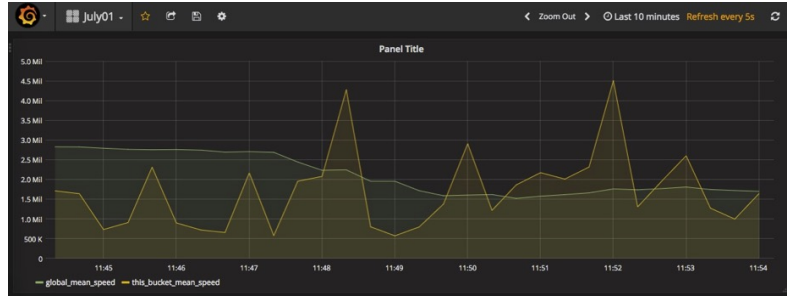 July01
Zoom Out
Last 10 minutes Refresh every 5s
Panel Title
5.0 Mil
4.5 Mil
4.0 Mil
3.5 Mil
3.0 Mil
2.5 Mil
2.0 Mil
1.5 Mil
1.0 Mil
500 K
0
11:45 11:46 11:47 11:48 11:49 11:50 11:51 11:52 11:53 11:54
global_mean_speed this_bucket_mean_speed